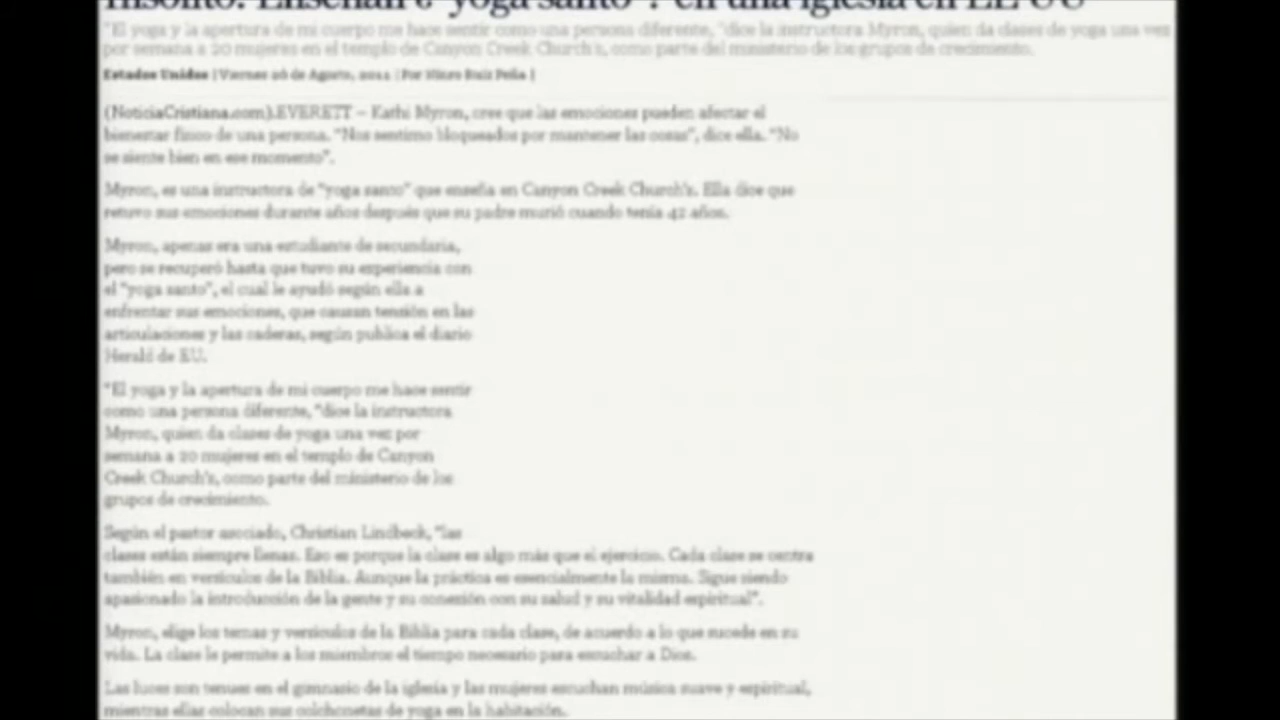 Insólito: Enseñan ¿"yoga santo"? en una iglesia en EE UU
"El yoga y la apertura de mi cuerpo me hace sentir como una persona diferente, "dice la instructora Myron, quien da clases de yoga una vez
por semana a 20 mujeres en el templo de Canyon Creek Church's, como parte del ministerio de los grupos de crecimiento.
Estados Unidos | Viernes 26 de Agosto, 2011 | Por Ruiz Peña |
(NoticiaCristiana.com).EVERETT – Kathi Myron, cree que las emociones pueden afectar el
bienestar físico de una persona. "Nos sentimo bloqueados por mantener las cosas", dice ella. "No
se siente bien en ese momento".
Myron, es una instructora de "yoga santo" que enseña en Canyon Creek Church's. Ella dice que
retuvo sus emociones durante años después que su padre murió cuando tenía 42 años.
Myron, apenas era una estudiante de secundaria,
pero se recuperó hasta que tuvo su experiencia con
el "yoga santo", el cual le ayudó según ella a
enfrentar sus emociones, que causan tensión en las
articulaciones y las caderas, según publica el diario
Herald de EU.
"El yoga y la apertura de mi cuerpo me hace sentir
como una persona diferente, "dice la instructora
Myron, quien da clases de yoga una vez por
semana a 20 mujeres en el templo de Canyon
Creek Church's, como parte del ministerio de los
grupos de crecimiento.
Según el pastor asociado, Christian Lindbeck, "las
clases están siempre llenas. Eso es porque la clase es algo más que el ejercicio. Cada clase se centra
también en versículos de la Biblia. Aunque la práctica es esencialmente la misma. Sigue siendo
apasionado la introducción de la gente y su conexión con su salud y su vitalidad espiritual".
Myron, elige los temas y versículos de la Biblia para cada clase, de acuerdo a lo que sucede en su
vida. La clase le permite a los miembros el tiempo necesario para escuchar a Dios.
Las luces son tenues en el gimnasio de la iglesia y las mujeres escuchan música suave y espiritual,
mientras ellas colocan sus colchonetas de yoga en la habitación.